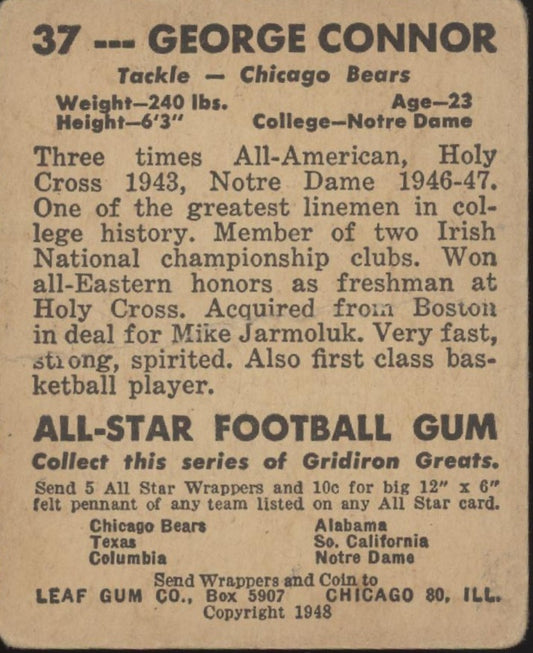 37 --- GEORGE CONNOR
Tackle — Chicago Bears
Weight—240 lbs. Age—23
Height—6'3" College—Notre Dame
Three times All-American, Holy
Cross 1943, Notre Dame 1946-47.
One of the greatest linemen in col-
lege history. Member of two Irish
National championship clubs. Won
all-Eastern honors as freshman at
Holy Cross. Acquired from Boston
in deal for Mike Jarmoluk. Very fast,
strong, spirited. Also first class bas-
ketball player.
ALL-STAR FOOTBALL GUM
Collect this series of Gridiron Greats.
Send 5 All Star Wrappers and 10c for big 12" x 6"
felt pennant of any team listed on any All Star card.
Chicago Bears Alabama
Texas So. California
Columbia Notre Dame
Send Wrappers and Coin to
LEAF GUM CO., Box 5907 CHICAGO 80, ILL.
Copyright 1948